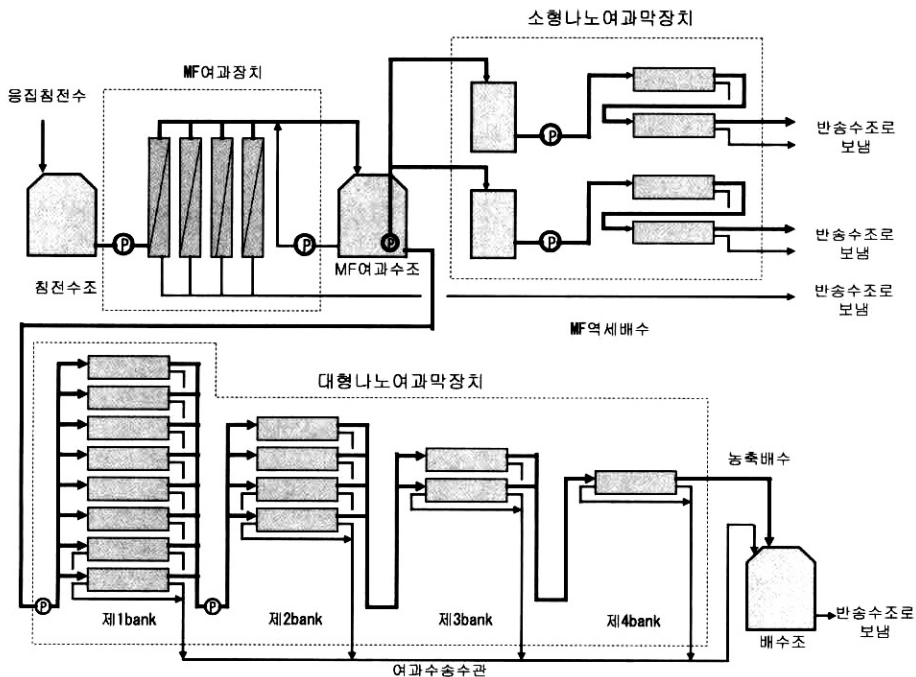 소형나노여과막장치
MF여과장치
응집침전수
P
P
P
반송수조로
보냄
P
P
P
반송수조로
보냄
침전수조
MF여과수조
반송수조로
보냄
MF역세배수
대형나노여과막장치
농축배수
P
P
제1bank
제2bank
제3bank
제4bank
반송수조로
보냄
배수조
여과수송수관